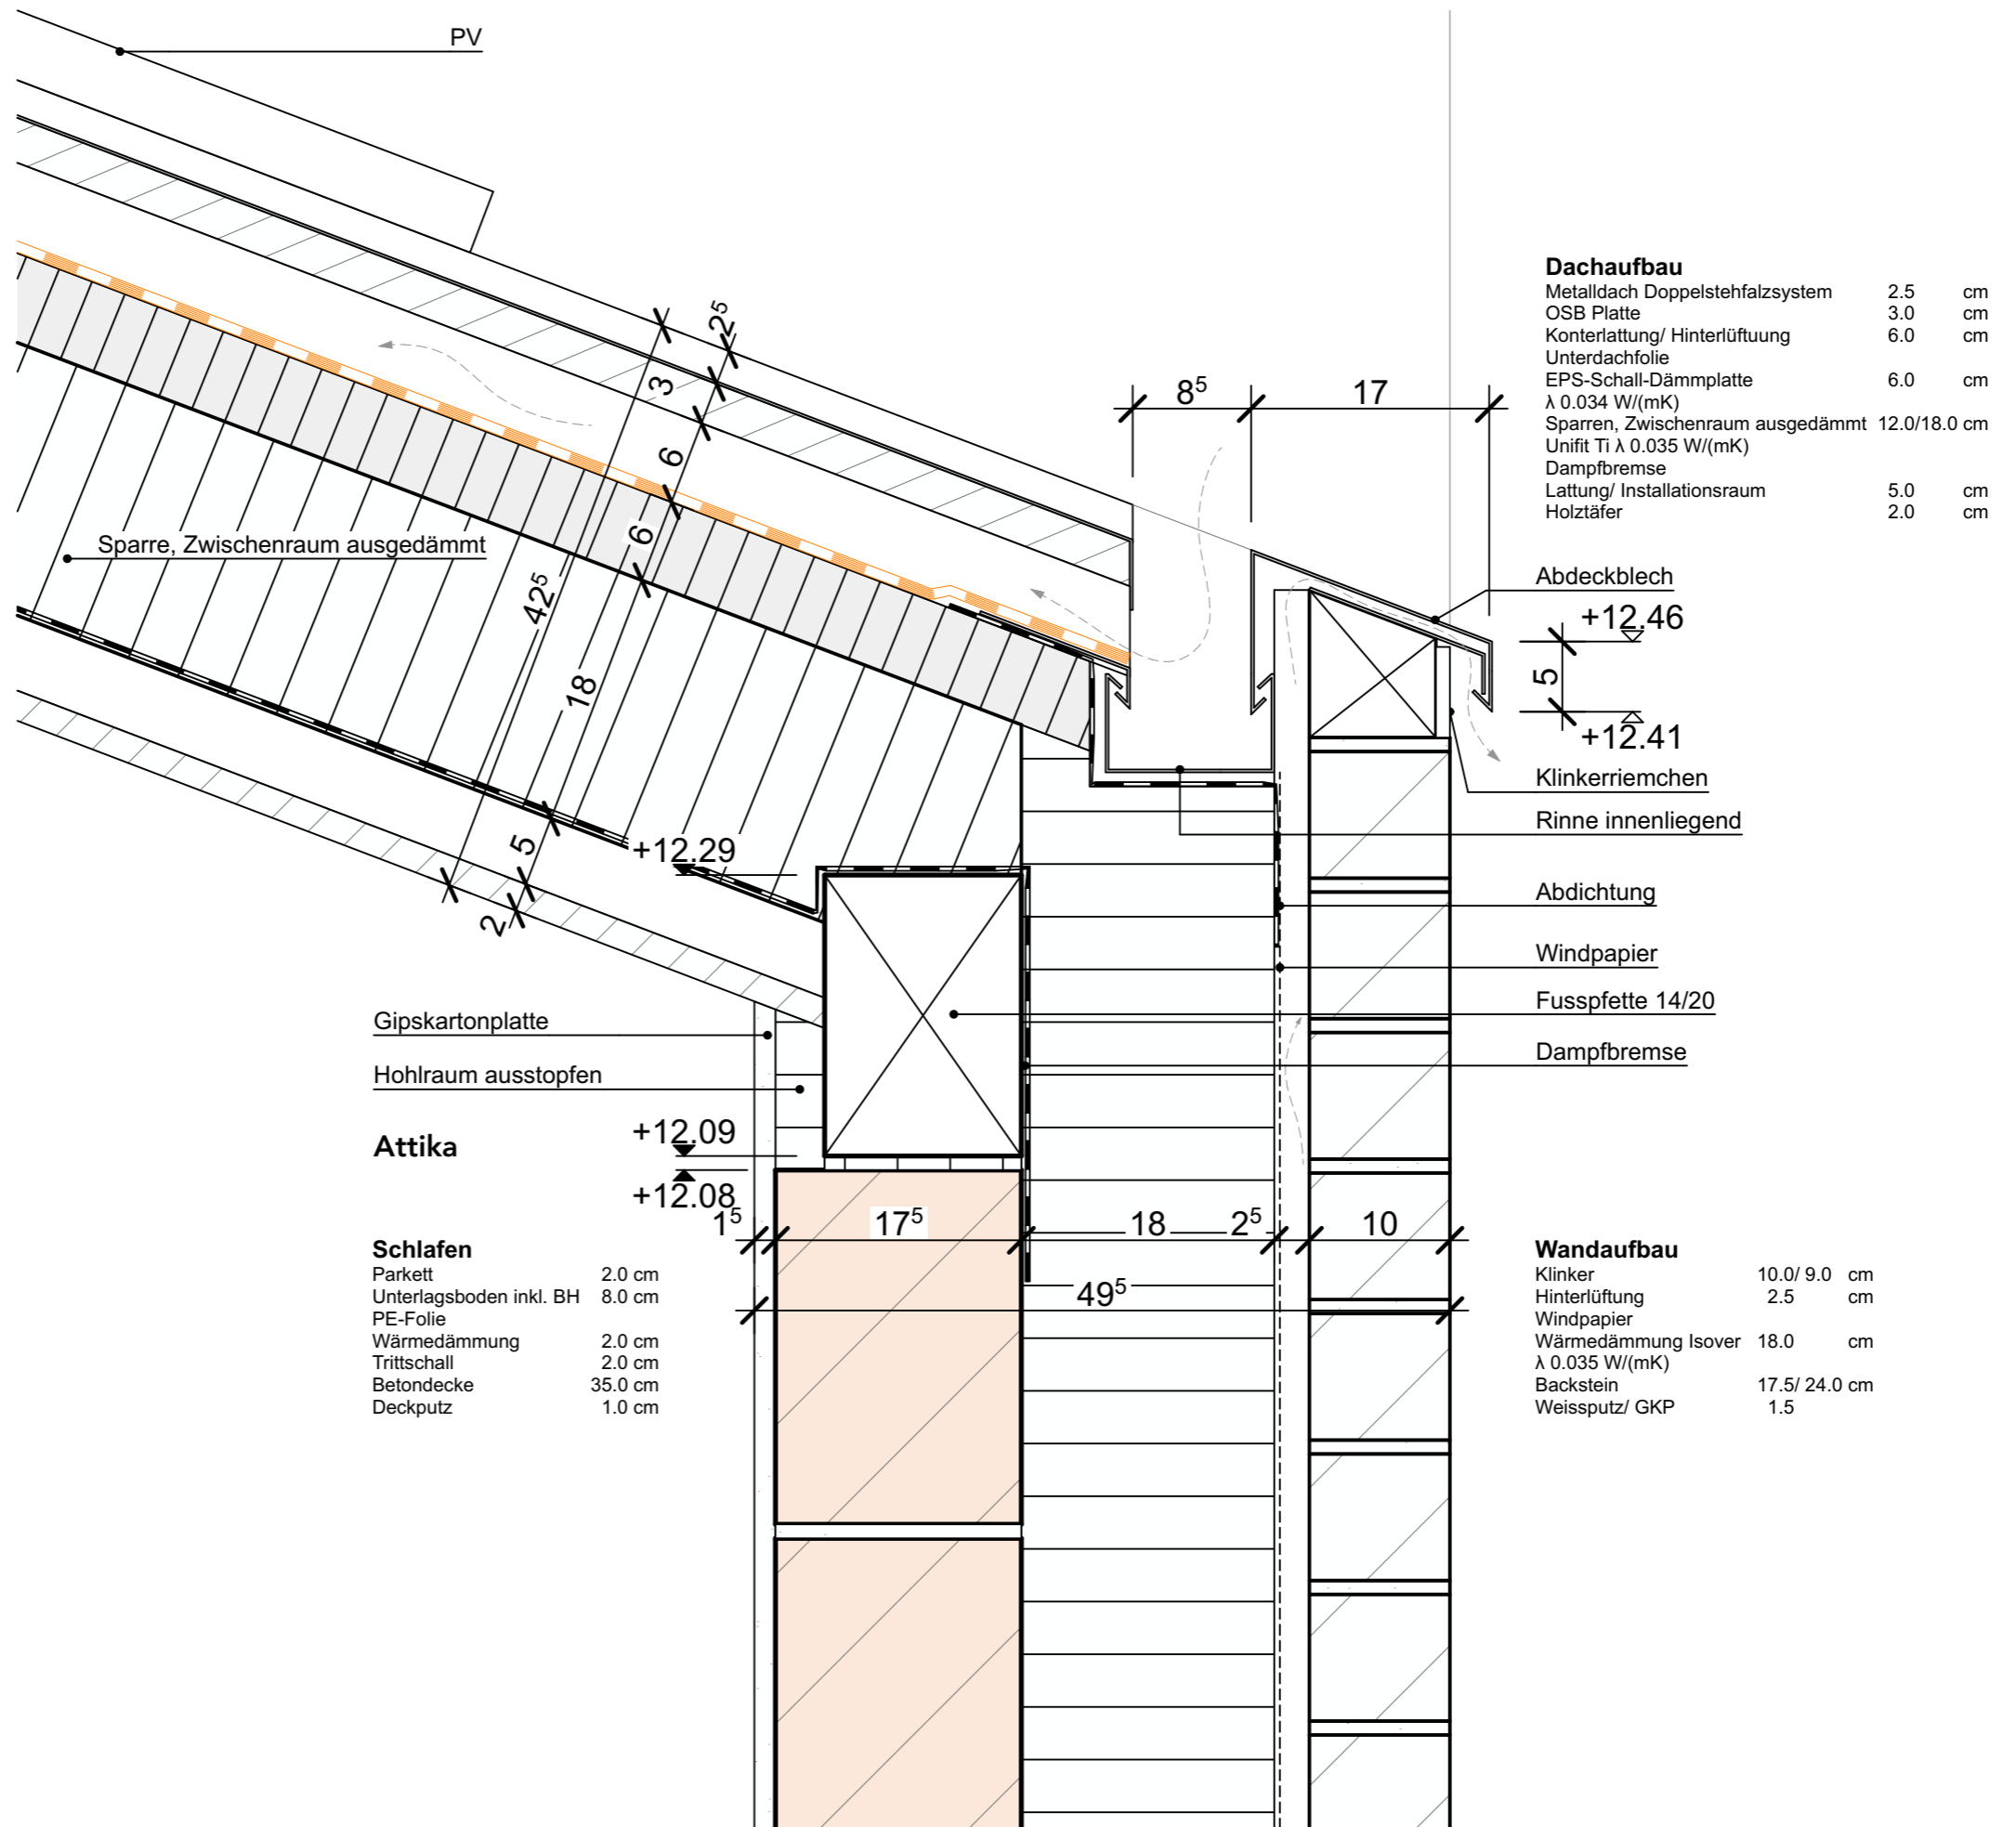 PV
Dachaufbau
Metalldach Doppelstehfalzsystem 2.5 cm
OSB Platte 3.0 cm
Konterlattung/ Hinterlüftuung 6.0 cm
Unterdachfolie
EPS-Schall-Dämmplatte 6.0 cm
λ 0.034 W/(mK)
Sparren, Zwischenraum ausgedämmt 12.0/18.0 cm
Unifit Ti λ 0.035 W/(mK)
Dampfbremse
Lattung/ Installationsraum 5.0 cm
Holztäfer 2.0 cm
2⁵
3
6
6
42⁵
18
5
2
8⁵ 17
Sparre, Zwischenraum ausgedämmt
Abdeckblech
+12.46
5
+12.41
Klinkerriemchen
Rinne innenliegend
+12.29
Abdichtung
Windpapier
Fusspfette 14/20
Dampfbremse
Gipskartonplatte
Hohlraum ausstopfen
Attika
+12.09
+12.08
1⁵ 17⁵ 18 2⁵ 10
49⁵
Schlafen
Parkett 2.0 cm
Unterlagsboden inkl. BH 8.0 cm
PE-Folie
Wärmedämmung 2.0 cm
Trittschall 2.0 cm
Betondecke 35.0 cm
Deckputz 1.0 cm
Wandaufbau
Klinker 10.0/ 9.0 cm
Hinterlüftung 2.5 cm
Windpapier
Wärmedämmung Isover 18.0 cm
λ 0.035 W/(mK)
Backstein 17.5/ 24.0 cm
Weissputz/ GKP 1.5